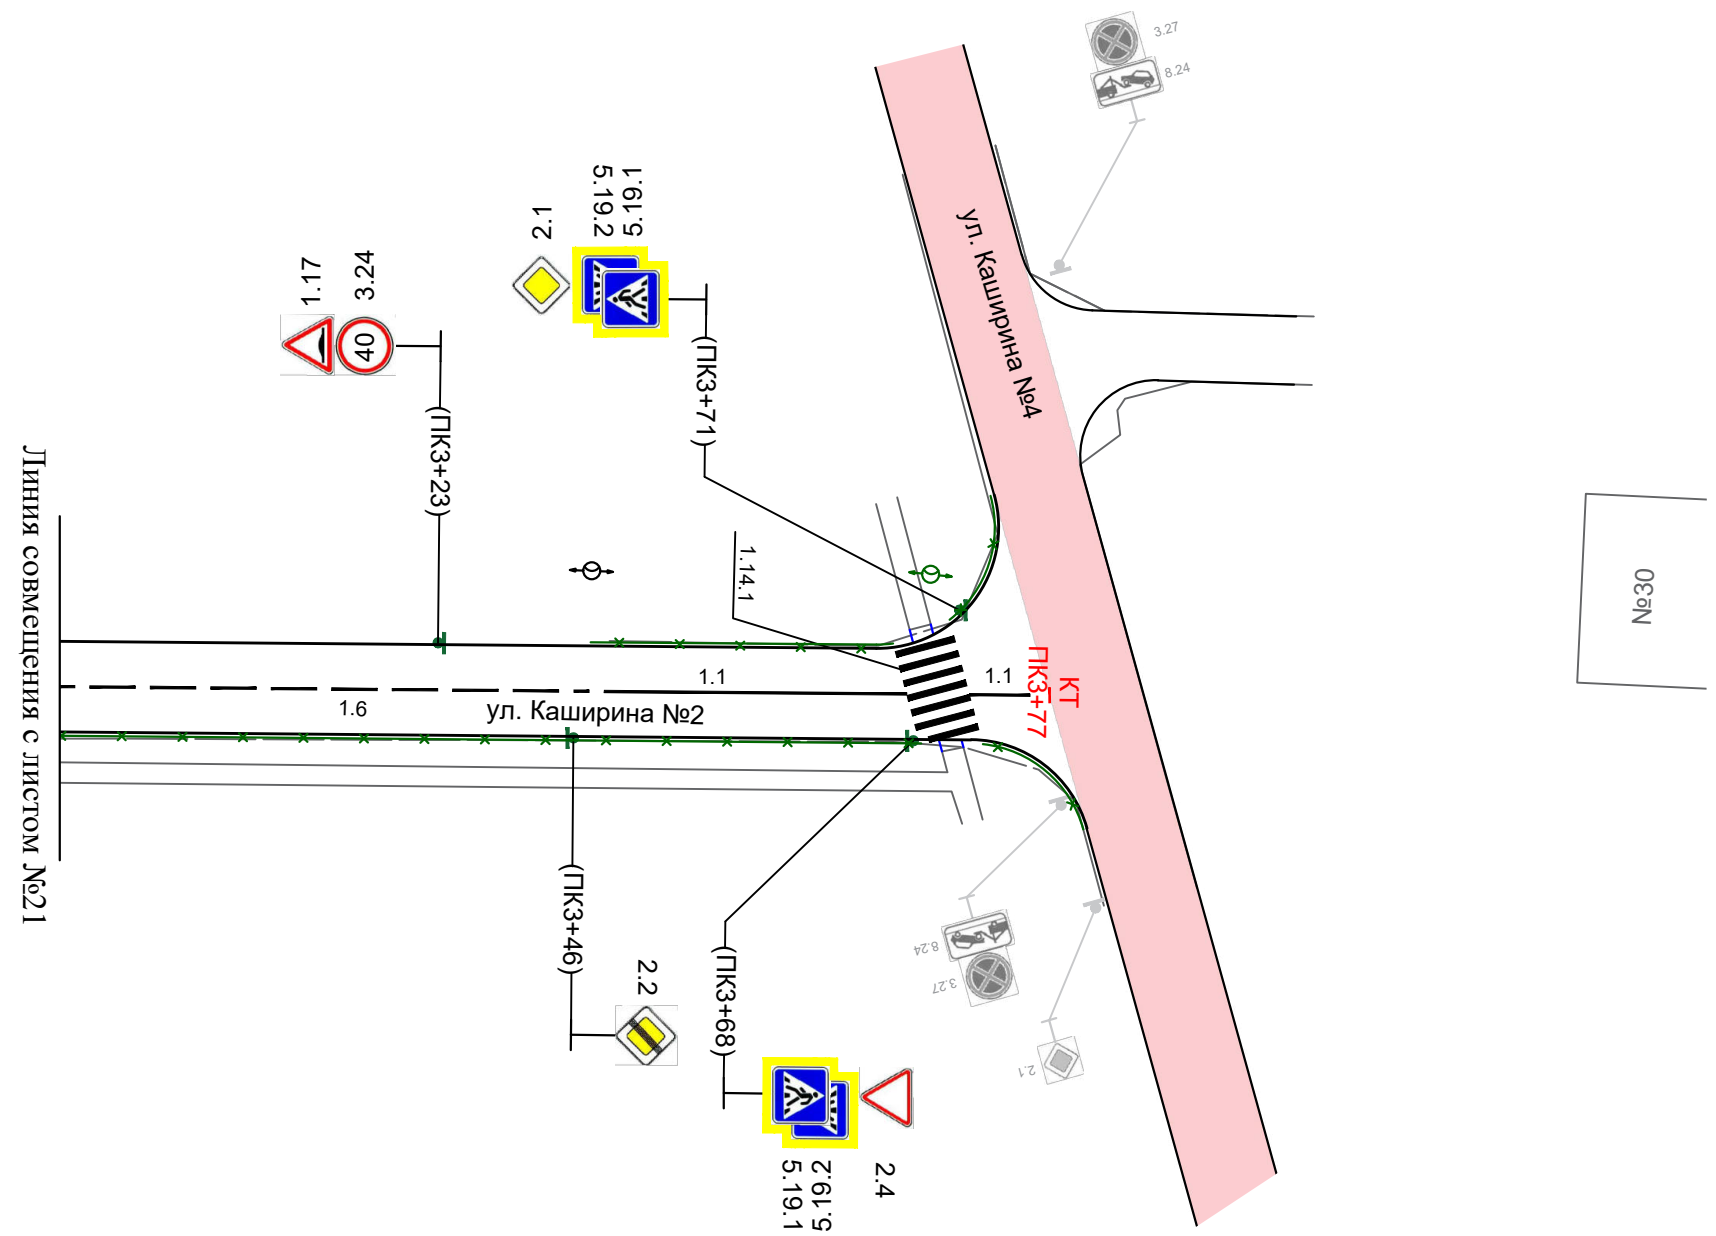 3.27
8.24
5.19.1
5.19.2
2.1
3.24
1.17
40
ул. Каширина №4
(ПК3+71)
(ПК3+23)
1.14.1
№30
Линия совмещения с листом №21
1.1
1.1
КТ
ПК3+77
1.6
ул. Каширина №2
(ПК3+46)
2.2
(ПК3+68)
8.24
3.27
2.1
2.4
5.19.2
5.19.1